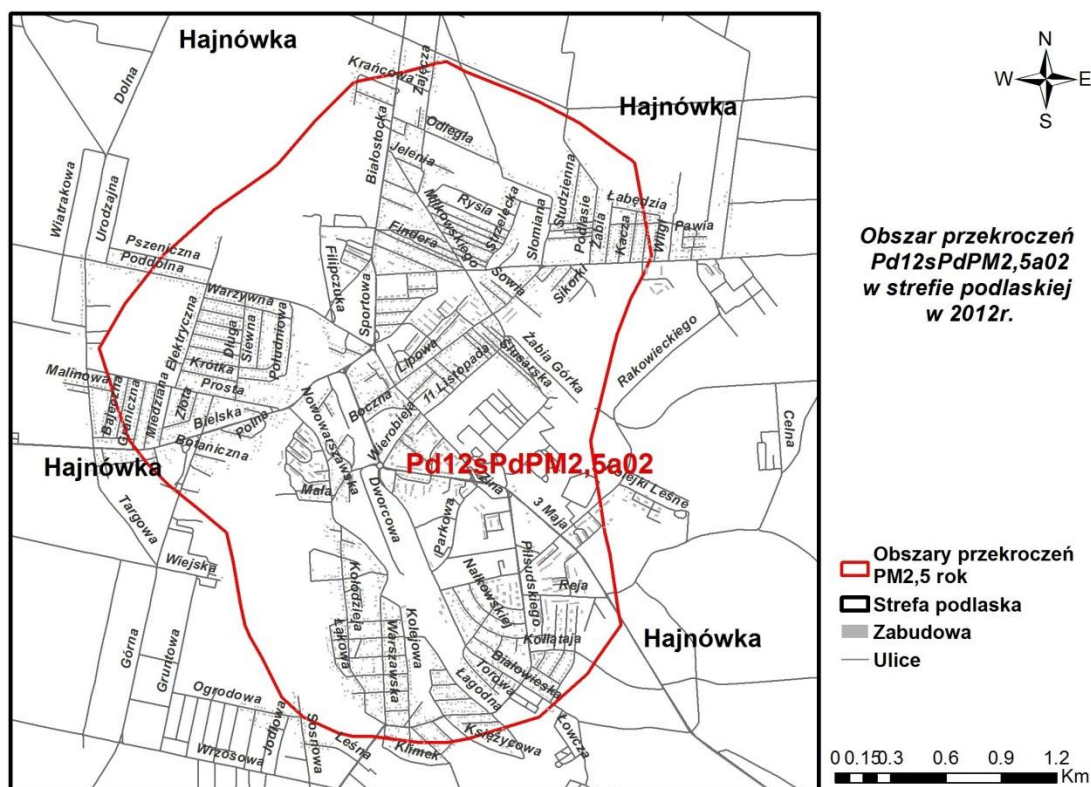 Hajnówka
Hajnówka
Hajnówka
Hajnówka
Dolna
Krańcowa
Zajęcza
Białostocka
Odległa
Jelenia
Miłkowskiego
Rysia
Strzelecka
Findera
Słomiana
Studzienna
Podlasie
Żabia
Łabędzia
Kacza
Wilgi
Pawia
Wiatrakowa
Urodzajna
Pszeniczna
Poddolna
Filipczuka
Sportowa
Sowia
Sikorki
Warzywna
Elektryczna
Długa
Siewna
Południowa
Krótka
Prosta
Lipowa
11 Listopada
Ślusarska
Żabia Górka
Rakowieckiego
Malinowa
Bajeczna
Graniczna
Miedziana
Złota
Bielska
Polna
Botaniczna
Nowowarszawska
Boczna
Wierobieja
Celna
Pd12sPdPM2,5a02
Mała
Dworcowa
Parkowa
3 Maja
Targowa
Wiejska
Piłsudskiego
Nałkowskiej
Reja
Kołłątaja
Kołodzieja
Łąkowa
Warszawska
Kolejowa
Górna
Gruntowa
Białowieska
Torowa
Łagodna
Księżycowa
Łowcza
Ogrodowa
Jodłowa
Sosnowa
Wrzosowa
Leśna
Klimek
N
W
E
S
Obszar przekroczeń
Pd12sPdPM2,5a02
w strefie podlaskiej
w 2012r.
Obszary przekroczeń
PM2,5 rok
Strefa podlaska
Zabudowa
Ulice
0 0.15 0.3 0.6 0.9 1.2
Km